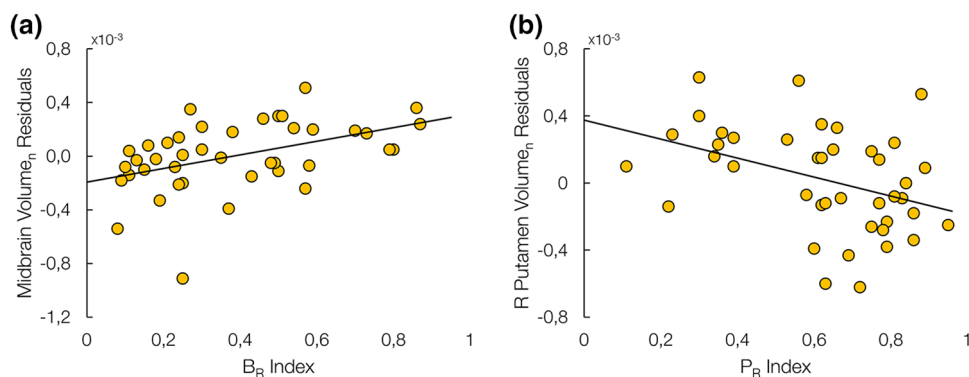 (a)
x10⁻³
0,8
0,4
0,0
-0,4
-0,8
-1,2
0
0,2
0,4
0,6
0,8
1
Midbrain Volumeₙ Residuals
B_R Index
(b)
x10⁻³
0,8
0,4
0
-0,4
-0,8
0
0,2
0,4
0,6
0,8
1
R Putamen Volumeₙ Residuals
P_R Index